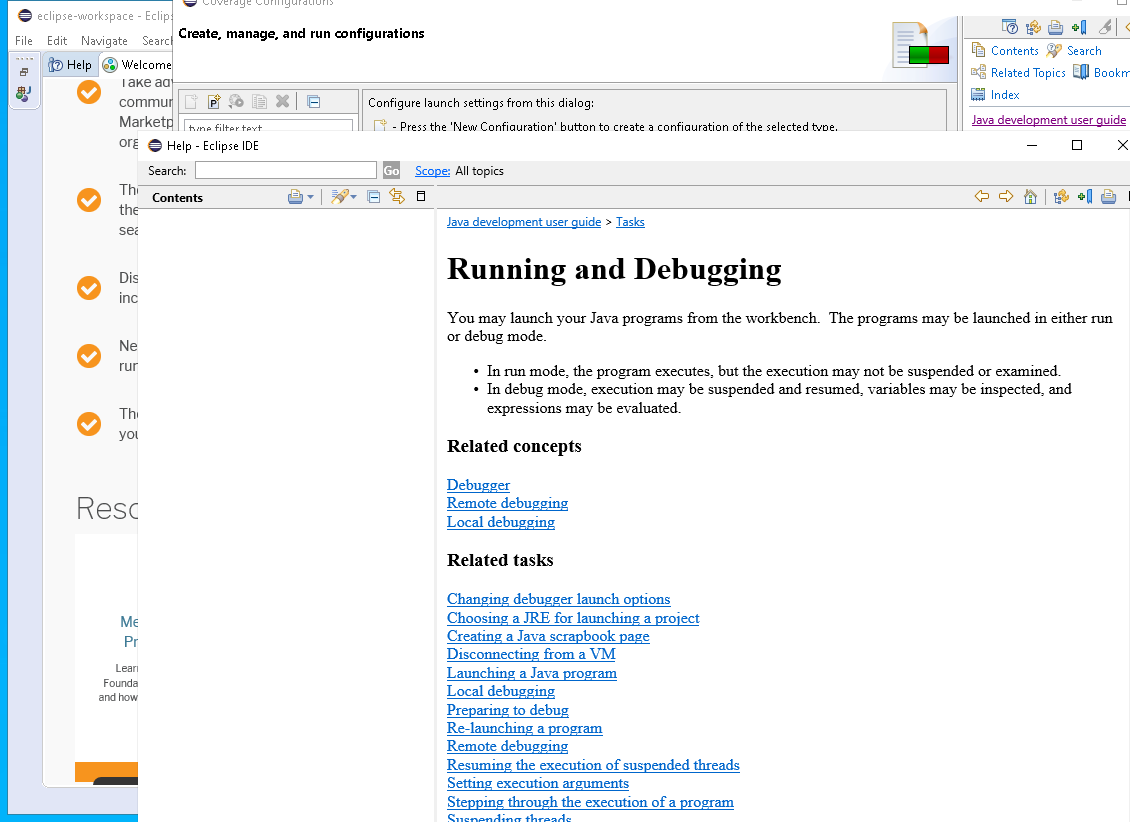 Coverage Configurations
eclipse-workspace - Eclips
Create, manage, and run configurations
File Edit Navigate Search
Help
Welcome
Contents
Search
Related Topics
Bookm
Index
Java development user guide
Configure launch settings from this dialog:
type filter text
- Press the 'New Configuration' button to create a configuration of the selected type.
Take adv
commun
Marketp
orga
The
the
sea
Dis
inc
Ne
run
The
you
Reso
Me
Pr
Learn
Founda
and how
Help - Eclipse IDE
Search:
Go
Scope: All topics
Contents
Java development user guide > Tasks
Running and Debugging
You may launch your Java programs from the workbench. The programs may be launched in either run
or debug mode.
• In run mode, the program executes, but the execution may not be suspended or examined.
• In debug mode, execution may be suspended and resumed, variables may be inspected, and
expressions may be evaluated.
Related concepts
Debugger
Remote debugging
Local debugging
Related tasks
Changing debugger launch options
Choosing a JRE for launching a project
Creating a Java scrapbook page
Disconnecting from a VM
Launching a Java program
Local debugging
Preparing to debug
Re-launching a program
Remote debugging
Resuming the execution of suspended threads
Setting execution arguments
Stepping through the execution of a program
Suspending threads